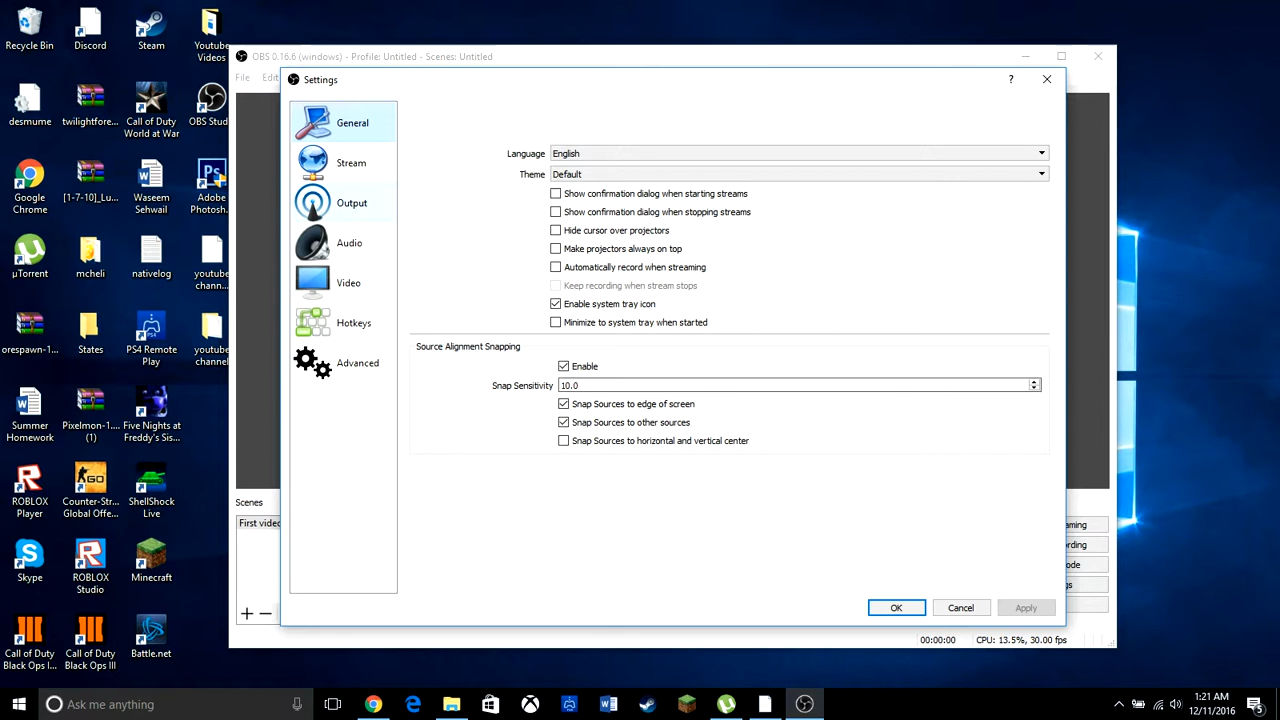 Recycle Bin
Discord
Steam
Youtube Videos
desmume
twilightfore...
Call of Duty World at War
OBS Studio
Google Chrome
[1-7-10]_Lu...
Waseem Sehwail
Adobe Photosh...
µTorrent
mcheli
nativelog
youtube chann...
orespawn-1...
States
PS4 Remote Play
youtube channel
Summer Homework
Pixelmon-1... (1)
Five Nights at Freddy's Sis...
ROBLOX Player
Counter-Str... Global Offe...
ShellShock Live
Skype
ROBLOX Studio
Minecraft
Call of Duty Black Ops I...
Call of Duty Black Ops III
Battle.net
OBS 0.16.6 (windows) - Profile: Untitled - Scenes: Untitled
File Edit
Settings
?
General
Stream
Output
Audio
Video
Hotkeys
Advanced
Language English
Theme Default
Show confirmation dialog when starting streams
Show confirmation dialog when stopping streams
Hide cursor over projectors
Make projectors always on top
Automatically record when streaming
Keep recording when stream stops
Enable system tray icon
Minimize to system tray when started
Source Alignment Snapping
Enable
Snap Sensitivity 10.0
Snap Sources to edge of screen
Snap Sources to other sources
Snap Sources to horizontal and vertical center
OK Cancel Apply
Scenes
First video
aming
ording
ode
gs
00:00:00 CPU: 13.5%, 30.00 fps
Ask me anything
1:21 AM
12/11/2016
5